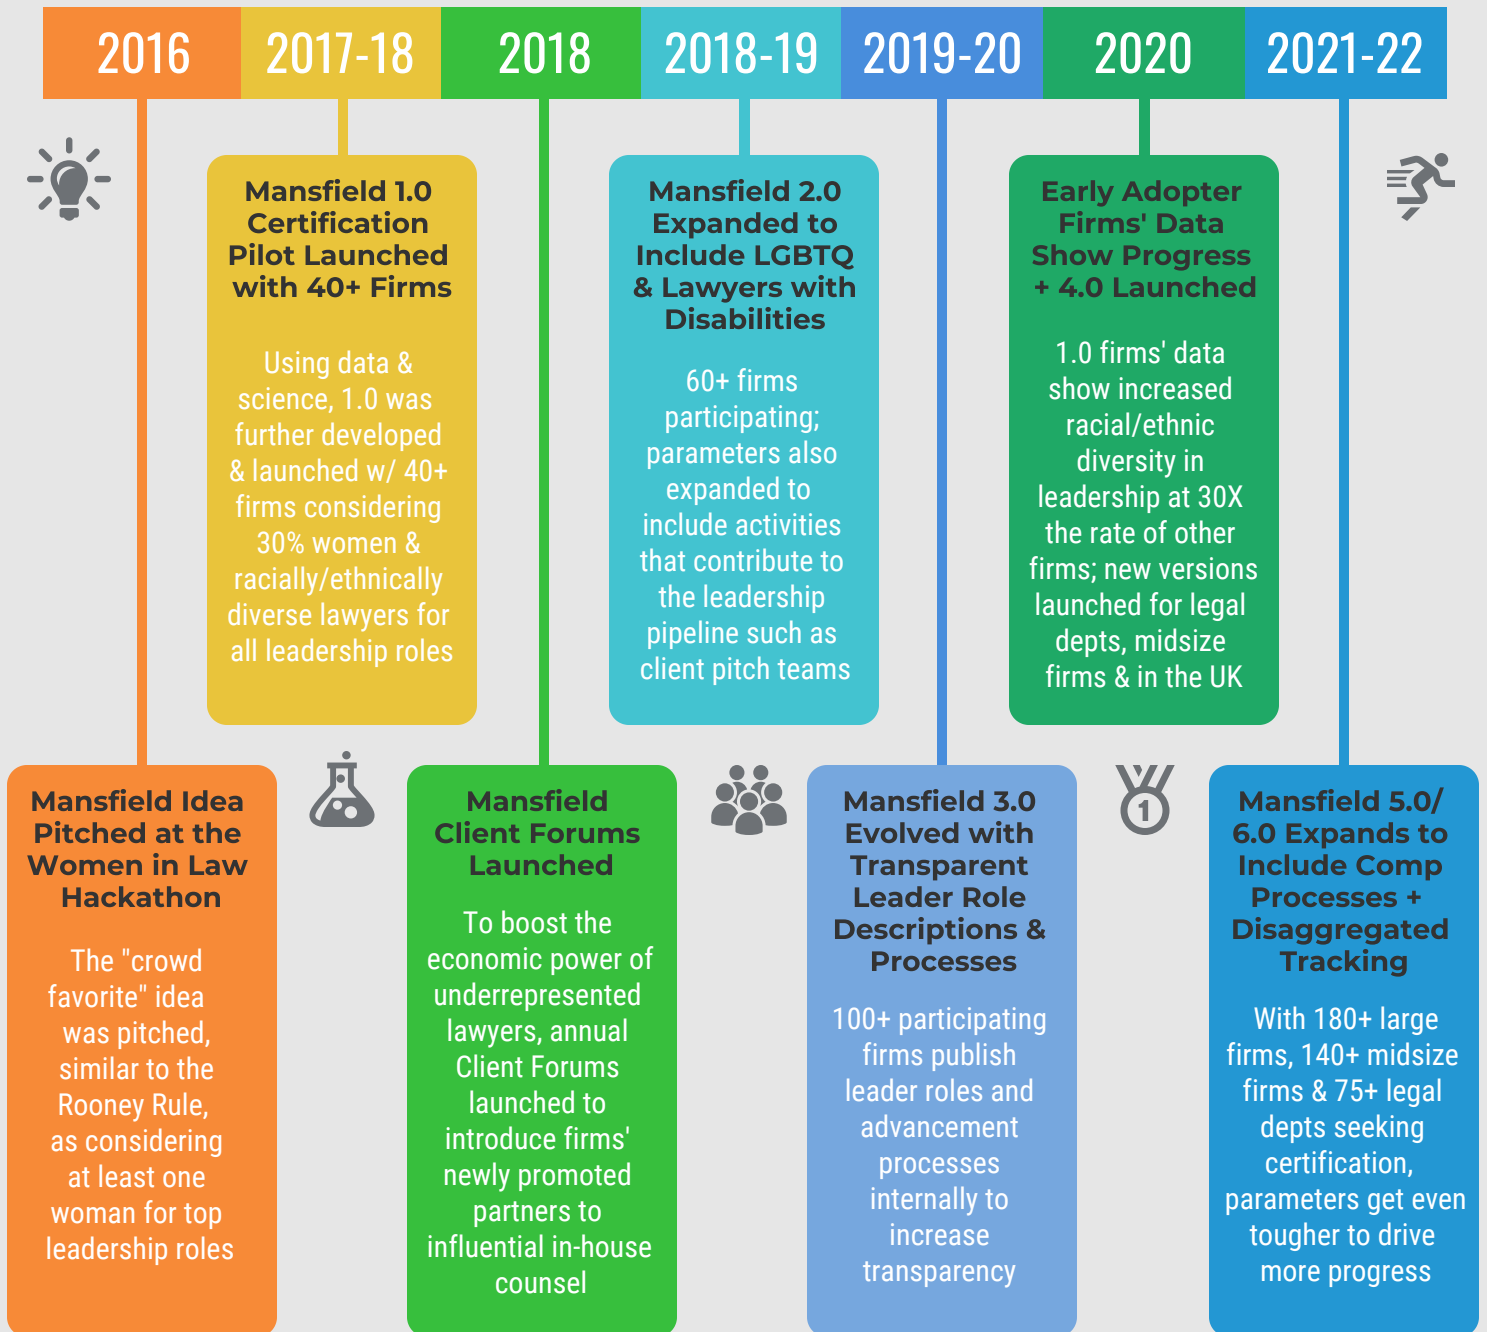 2016
2017-18
2018
2018-19
2019-20
2020
2021-22
Mansfield Idea
Pitched at the
Women in Law
Hackathon
The "crowd
favorite" idea
was pitched,
similar to the
Rooney Rule,
as considering
at least one
woman for top
leadership roles
Mansfield 1.0
Certification
Pilot Launched
with 40+ Firms
Using data &
science, 1.0 was
further developed
& launched w/ 40+
firms considering
30% women &
racially/ethnically
diverse lawyers for
all leadership roles
Mansfield
Client Forums
Launched
To boost the
economic power of
underrepresented
lawyers, annual
Client Forums
launched to
introduce firms'
newly promoted
partners to
influential in-house
counsel
Mansfield 2.0
Expanded to
Include LGBTQ
& Lawyers with
Disabilities
60+ firms
participating;
parameters also
expanded to
include activities
that contribute to
the leadership
pipeline such as
client pitch teams
Mansfield 3.0
Evolved with
Transparent
Leader Role
Descriptions &
Processes
100+ participating
firms publish
leader roles and
advancement
processes
internally to
increase
transparency
Early Adopter
Firms' Data
Show Progress
+ 4.0 Launched
1.0 firms' data
show increased
racial/ethnic
diversity in
leadership at 30X
the rate of other
firms; new versions
launched for legal
depts, midsize
firms & in the UK
1
Mansfield 5.0/
6.0 Expands to
Include Comp
Processes +
Disaggregated
Tracking
With 180+ large
firms, 140+ midsize
firms & 75+ legal
depts seeking
certification,
parameters get even
tougher to drive
more progress